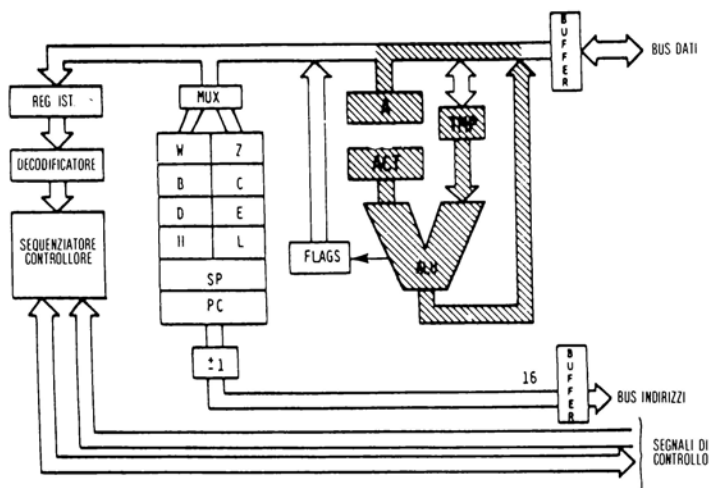 BUFFER
BUS DATI
REG IST.
MUX
A
TMP
DECODIFICATORE
W Z
ACT
B C
D E
SEQUENZIATORE
CONTROLLORE
H L
FLAGS
ALU
SP
PC
±1
16
BUFFER
BUS INDIRIZZI
SEGNALI DI
CONTROLLO